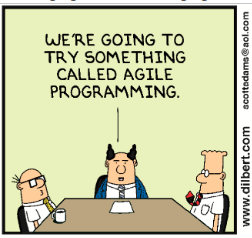 WE'RE GOING TO
TRY SOMETHING
CALLED AGILE
PROGRAMMING.
scottadams@aol.com
www.dilbert.com